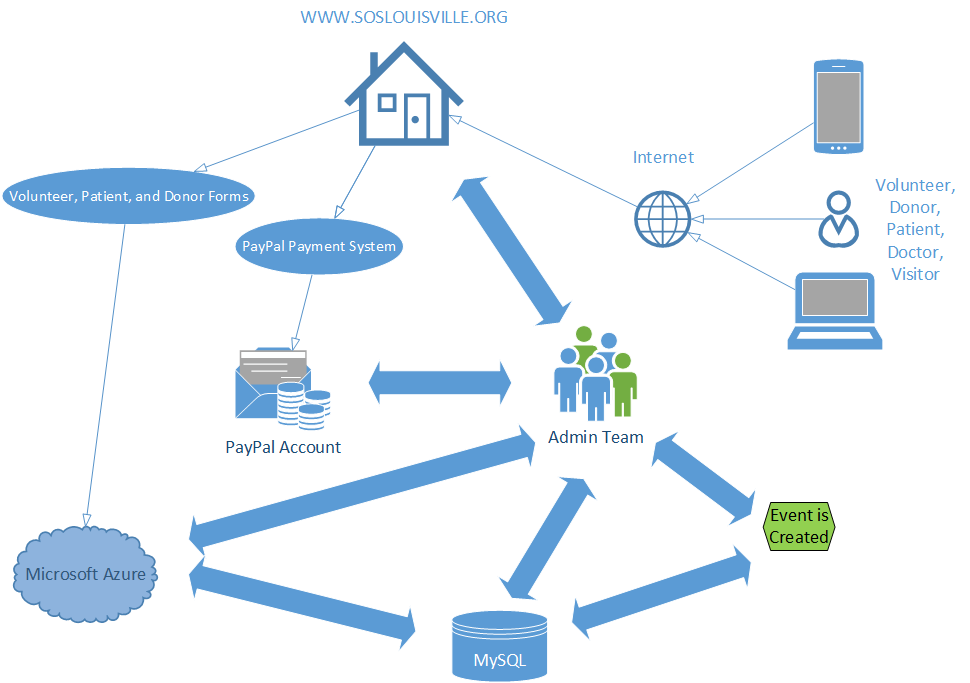 WWW.SOSLOUISVILLE.ORG
Internet
Volunteer,
Donor,
Patient,
Doctor,
Visitor
Volunteer, Patient, and Donor Forms
PayPal Payment System
PayPal Account
Admin Team
Event is
Created
Microsoft Azure
MySQL